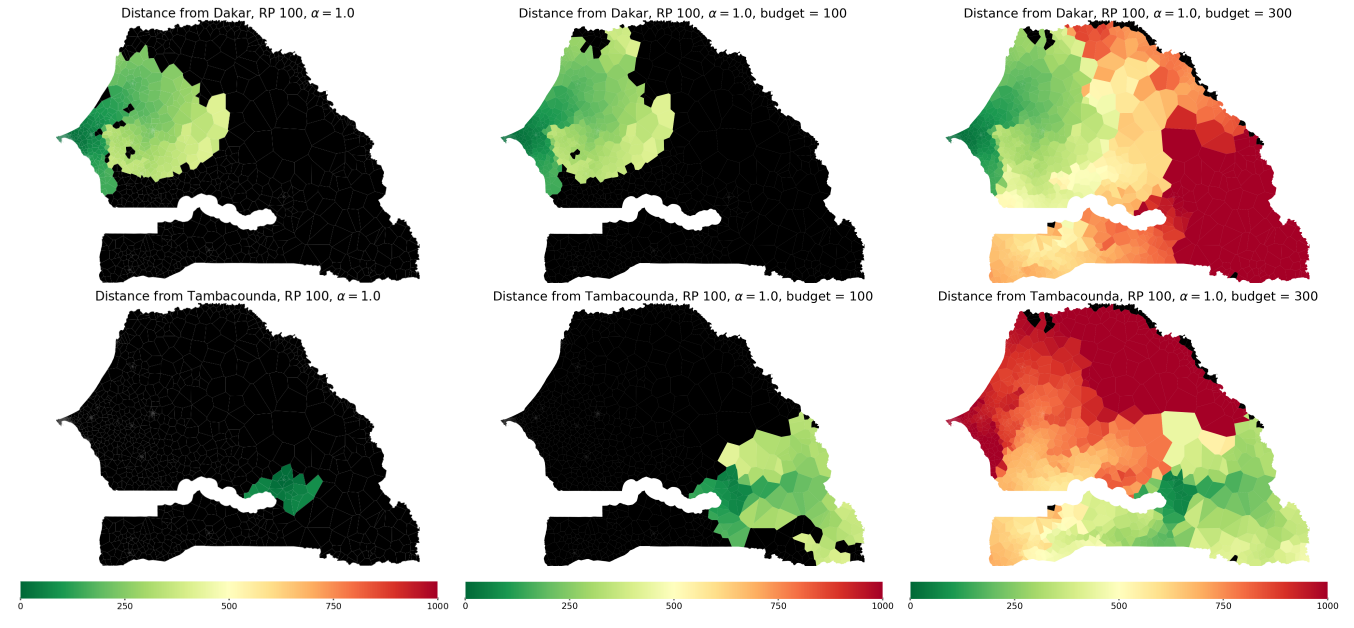 Distance from Dakar, RP 100, α = 1.0
Distance from Dakar, RP 100, α = 1.0, budget = 100
Distance from Dakar, RP 100, α = 1.0, budget = 300
Distance from Tambacounda, RP 100, α = 1.0
Distance from Tambacounda, RP 100, α = 1.0, budget = 100
Distance from Tambacounda, RP 100, α = 1.0, budget = 300
0 250 500 750 1000
0 250 500 750 1000
0 250 500 750 1000